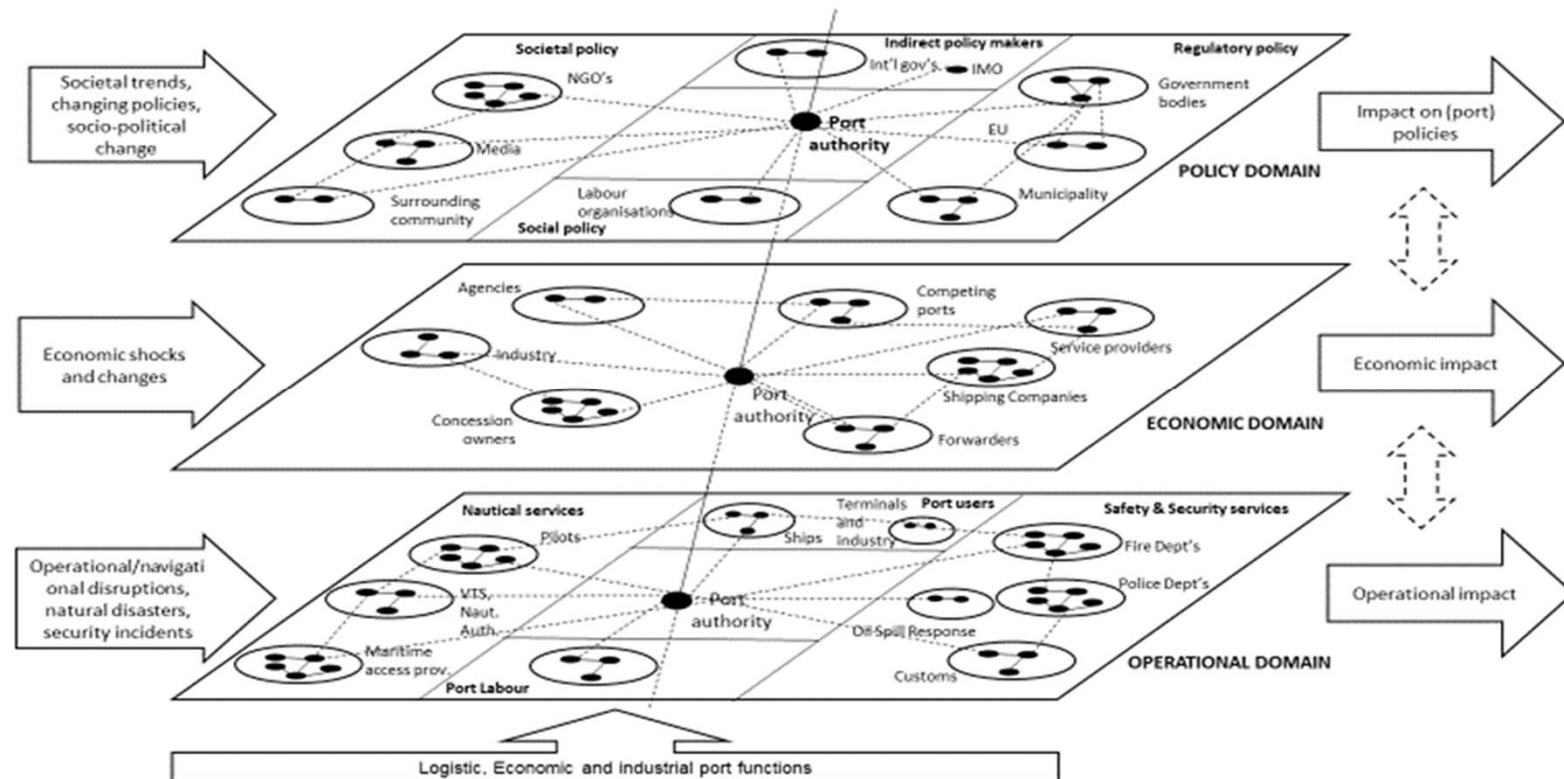 Societal trends,
changing policies,
socio-political
change
Societal policy
NGO's
Media
Surrounding
community
Indirect policy makers
Int'l gov's.
IMO
Port
authority
Labour
organisations
Social policy
Regulatory policy
Government
bodies
EU
Municipality
POLICY DOMAIN
Impact on (port)
policies
Economic shocks
and changes
Agencies
Industry
Concession
owners
Competing
ports
Port
authority
Service providers
Shipping Companies
Forwarders
ECONOMIC DOMAIN
Economic impact
Operational/navigati
onal disruptions,
natural disasters,
security incidents
Nautical services
Pilots
VTS,
Naut.
Auth.
Maritime
access prov.
Port Labour
Ships
Terminals
and
industry
Port users
Port
authority
Safety & Security services
Fire Dept's
Police Dept's
Oil Spill Response
Customs
OPERATIONAL DOMAIN
Operational impact
Logistic, Economic and industrial port functions